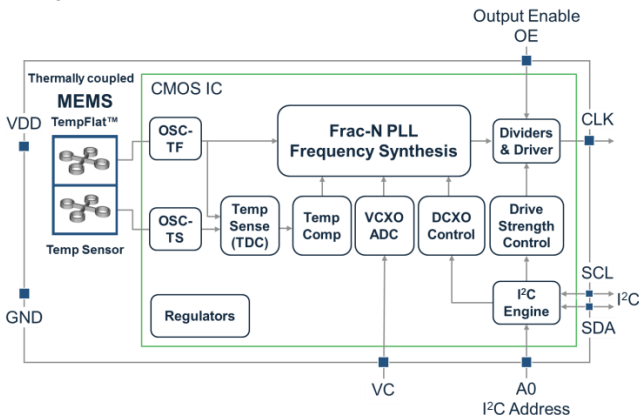 Output Enable
OE
Thermally coupled
MEMS
TempFlat™
CMOS IC
VDD
CLK
OSC-
TF
Frac-N PLL
Frequency Synthesis
Dividers
& Driver
OSC-
TS
Temp
Sense
(TDC)
Temp
Comp
VCXO
ADC
DCXO
Control
Drive
Strength
Control
Temp Sensor
SCL
I²C
Engine
I²C
SDA
GND
Regulators
VC
A0
I²C Address